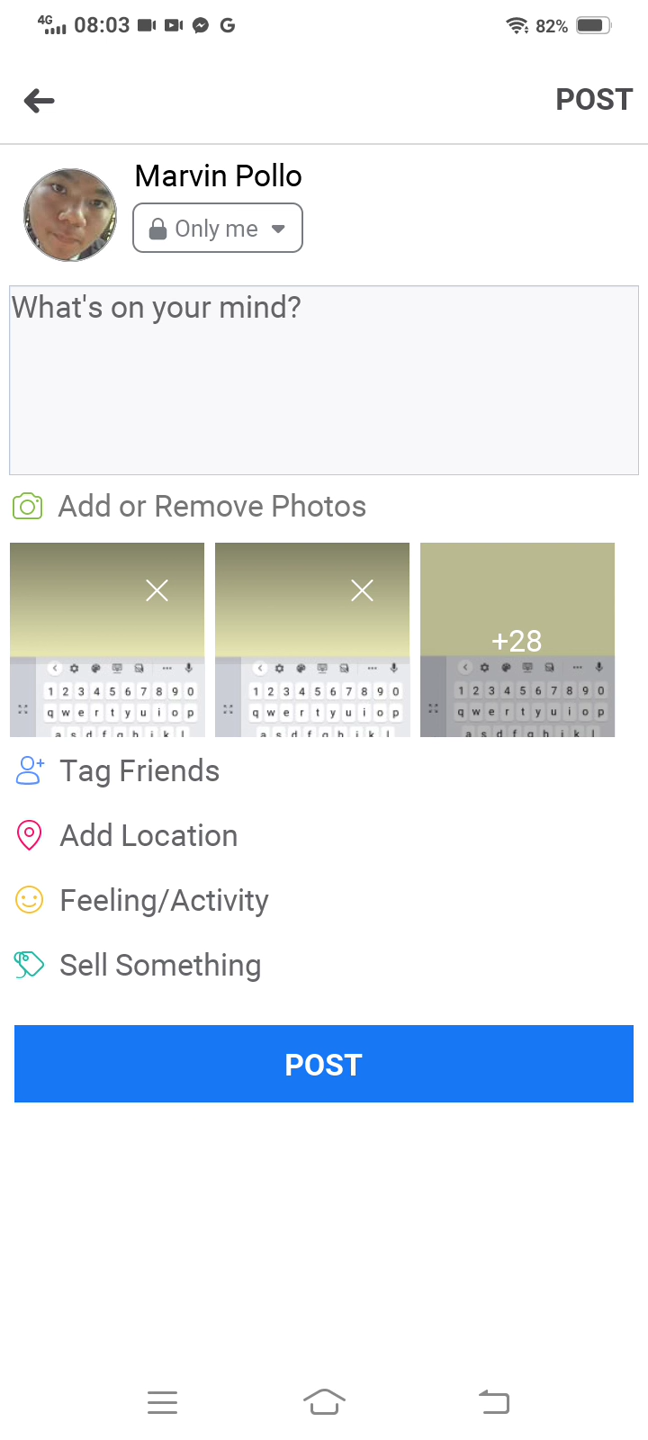 4G 08:03 G 82%
POST
Marvin Pollo
Only me
What's on your mind?
Add or Remove Photos
+28
1 2 3 4 5 6 7 8 9 0
q w e r t y u i o p
a s d f g h j k l
1 2 3 4 5 6 7 8 9 0
q w e r t y u i o p
a s d f g h j k l
1 2 3 4 5 6 7 8 9 0
q w e r t y u i o p
a s d f g h j k l
Tag Friends
Add Location
Feeling/Activity
Sell Something
POST